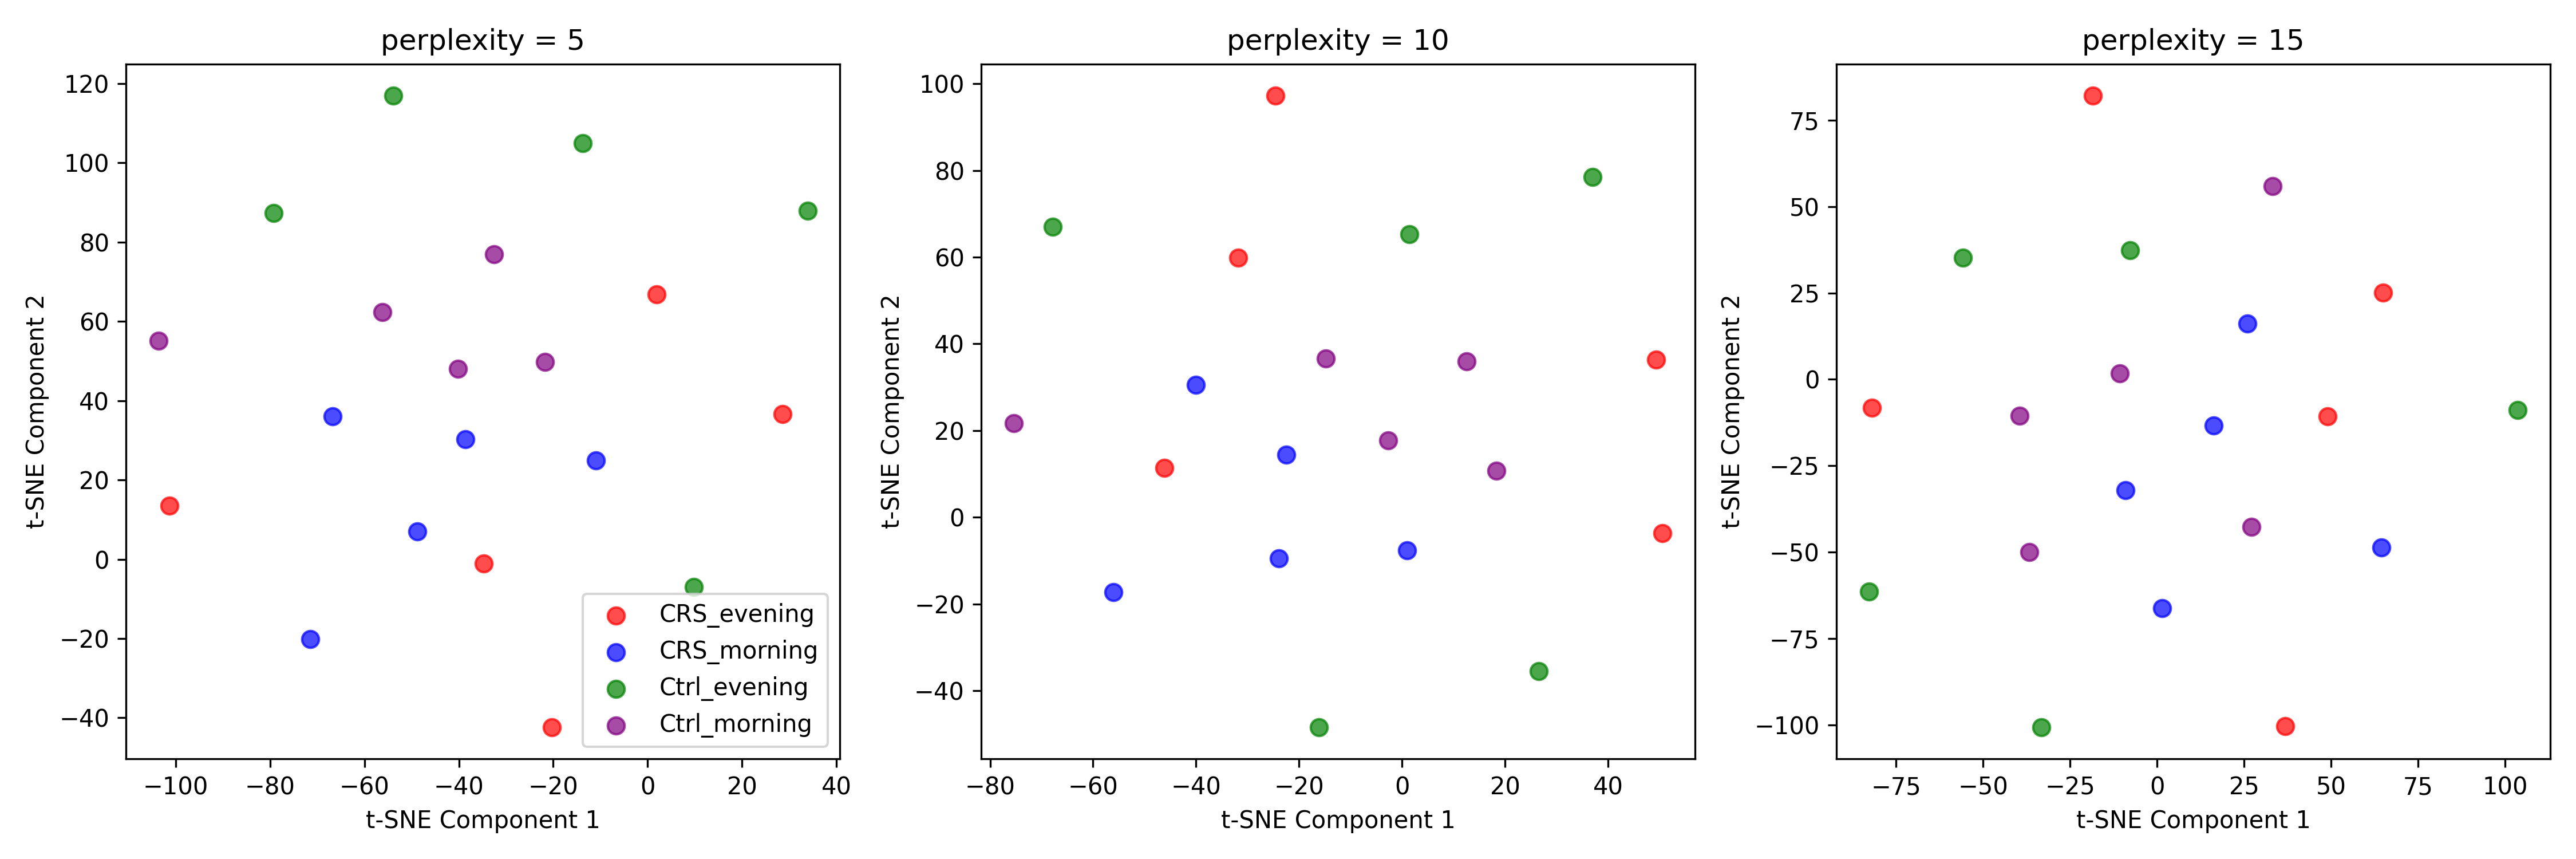 perplexity = 5
120
100
80
60
40
20
0
−20
−40
t-SNE Component 2
−100 −80 −60 −40 −20 0 20 40
t-SNE Component 1
CRS_evening
CRS_morning
Ctrl_evening
Ctrl_morning
perplexity = 10
100
80
60
40
20
0
−20
−40
t-SNE Component 2
−80 −60 −40 −20 0 20 40
t-SNE Component 1
perplexity = 15
75
50
25
0
−25
−50
−75
−100
t-SNE Component 2
−75 −50 −25 0 25 50 75 100
t-SNE Component 1